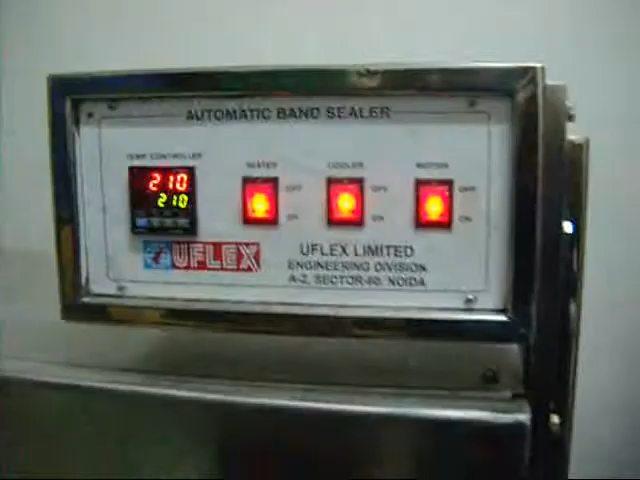 AUTOMATIC BAND SEALER
TEMP. CONTROLLER
HEATER
COOLER
MOTOR
210
210
OFF
ON
OFF
ON
OFF
ON
UFLEX
UFLEX LIMITED
ENGINEERING DIVISION
A-2, SECTOR-60, NOIDA